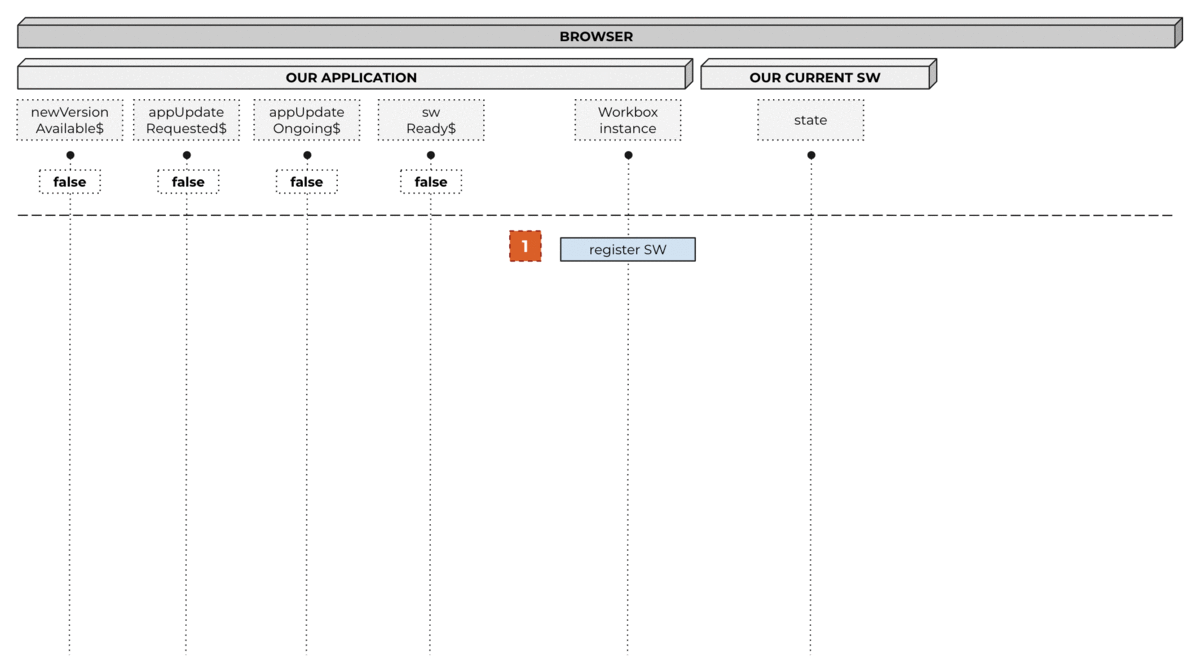 BROWSER
OUR APPLICATION
OUR CURRENT SW
newVersion
Available$
appUpdate
Requested$
appUpdate
Ongoing$
sw
Ready$
Workbox
instance
state
false
false
false
false
1
register SW